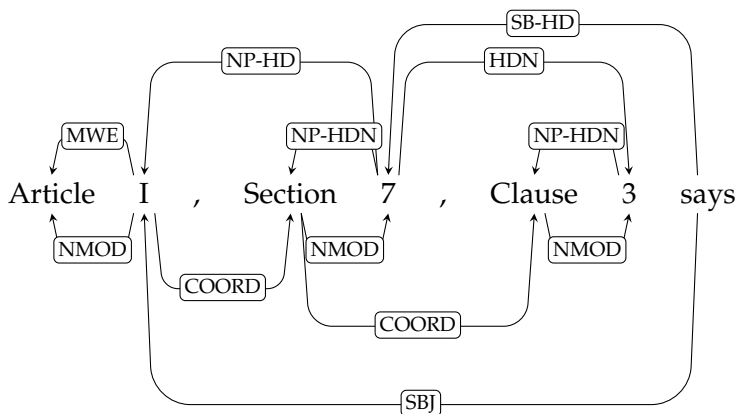 SB-HD
NP-HD HDN
MWE NP-HDN NP-HDN
Article I , Section 7 , Clause 3 says
NMOD NMOD NMOD
COORD
COORD
SBJ